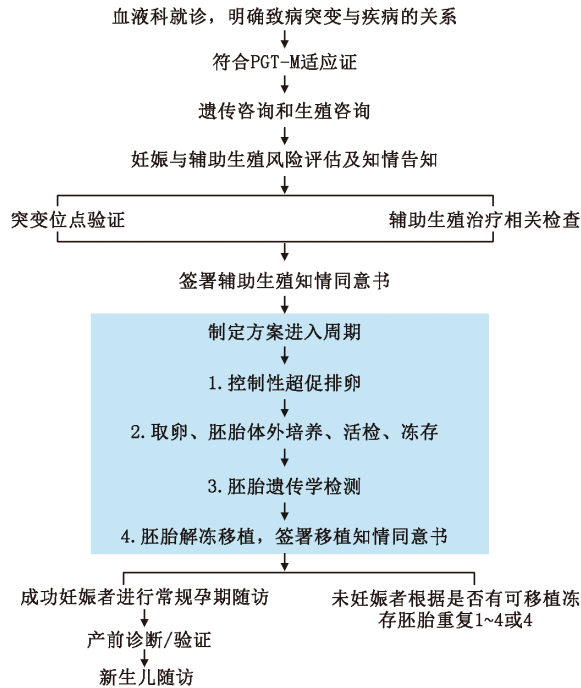 血液科就诊，明确致病突变与疾病的关系
符合PGT-M适应证
遗传咨询和生殖咨询
妊娠与辅助生殖风险评估及知情告知
突变位点验证
辅助生殖治疗相关检查
签署辅助生殖知情同意书
制定方案进入周期
1.控制性超促排卵
2.取卵、胚胎体外培养、活检、冻存
3.胚胎遗传学检测
4.胚胎解冻移植，签署移植知情同意书
成功妊娠者进行常规孕期随访
产前诊断/验证
新生儿随访
未妊娠者根据是否有可移植冻
存胚胎重复1~4或4